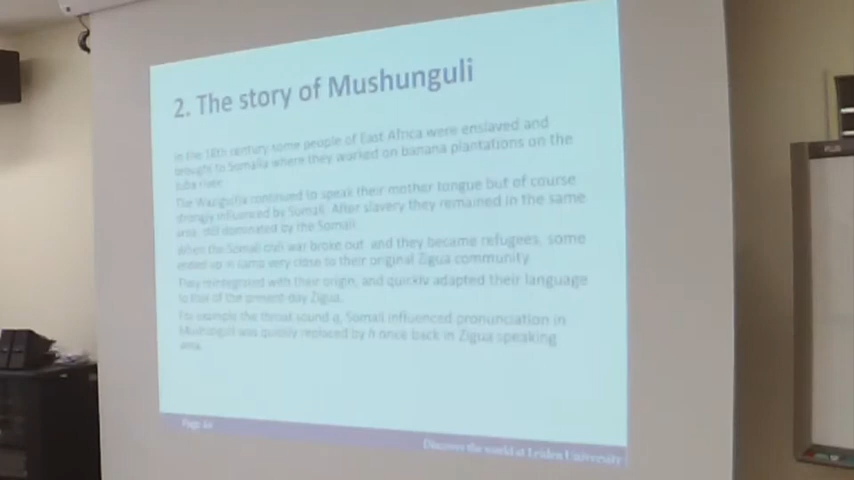 2. The story of Mushunguli
In the 18th century some people of East Africa were enslaved and
brought to Somalia where they worked on banana plantations on the
Juba river.
The Wazigulla continued to speak their mother tongue but of course
strongly influenced by Somali. After slavery they remained in the same
area, still dominated by the Somali.
When the Somali civil war broke out and they became refugees, some
ended up in camp very close to their original Zigua community.
They reintegrated with their origin, and quickly adapted their language
to that of the present-day Zigua.
For example the throat sound q, Somali influenced pronunciation in
Mushunguli was quickly replaced by h once back in Zigua speaking
area.
Discover the world at Leiden University
PLUS